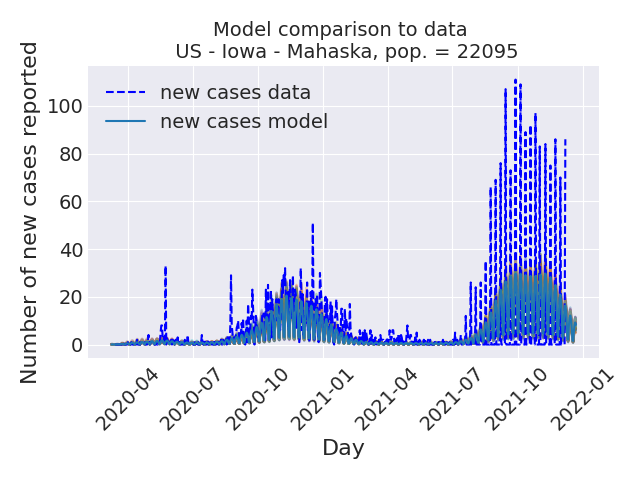 Model comparison to data
US - Iowa - Mahaska, pop. = 22095
Number of new cases reported
new cases data
new cases model
100
80
60
40
20
0
2020-04
2020-07
2020-10
2021-01
2021-04
2021-07
2021-10
2022-01
Day